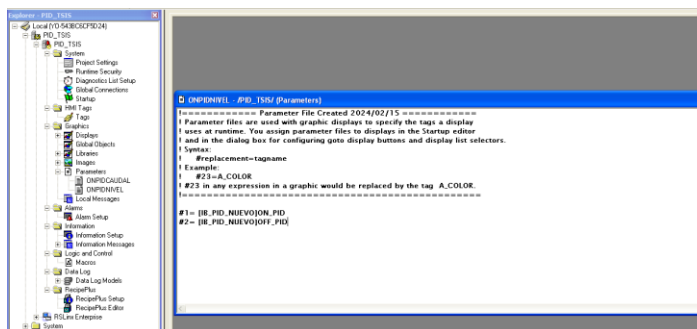 Explorer - PID_TSIS
Local (YO-543BC6CF5D24)
PID_TSIS
PID_TSIS
System
Project Settings
Runtime Security
Diagnostics List Setup
Global Connections
Startup
HMI Tags
Tags
Graphics
Displays
Global Objects
Libraries
Images
Parameters
ONPIDCAUDAL
ONPIDNIVEL
Local Messages
Alarms
Alarm Setup
Information
Information Setup
Information Messages
Logic and Control
Macros
Data Log
Data Log Models
RecipePlus
RecipePlus Setup
RecipePlus Editor
RSLinx Enterprise
System
ONPIDNIVEL - /PID_TSIS/ (Parameters)
!============ Parameter File Created 2024/02/15 ============
! Parameter files are used with graphic displays to specify the tags a display
! uses at runtime. You assign parameter files to displays in the Startup editor
! and in the dialog box for configuring goto display buttons and display list selectors.
! Syntax:
! #replacement=tagname
! Example:
! #23=A_COLOR
! #23 in any expression in a graphic would be replaced by the tag A_COLOR.
!================================================
#1= [IB_PID_NUEVO]ON_PID
#2= [IB_PID_NUEVO]OFF_PID